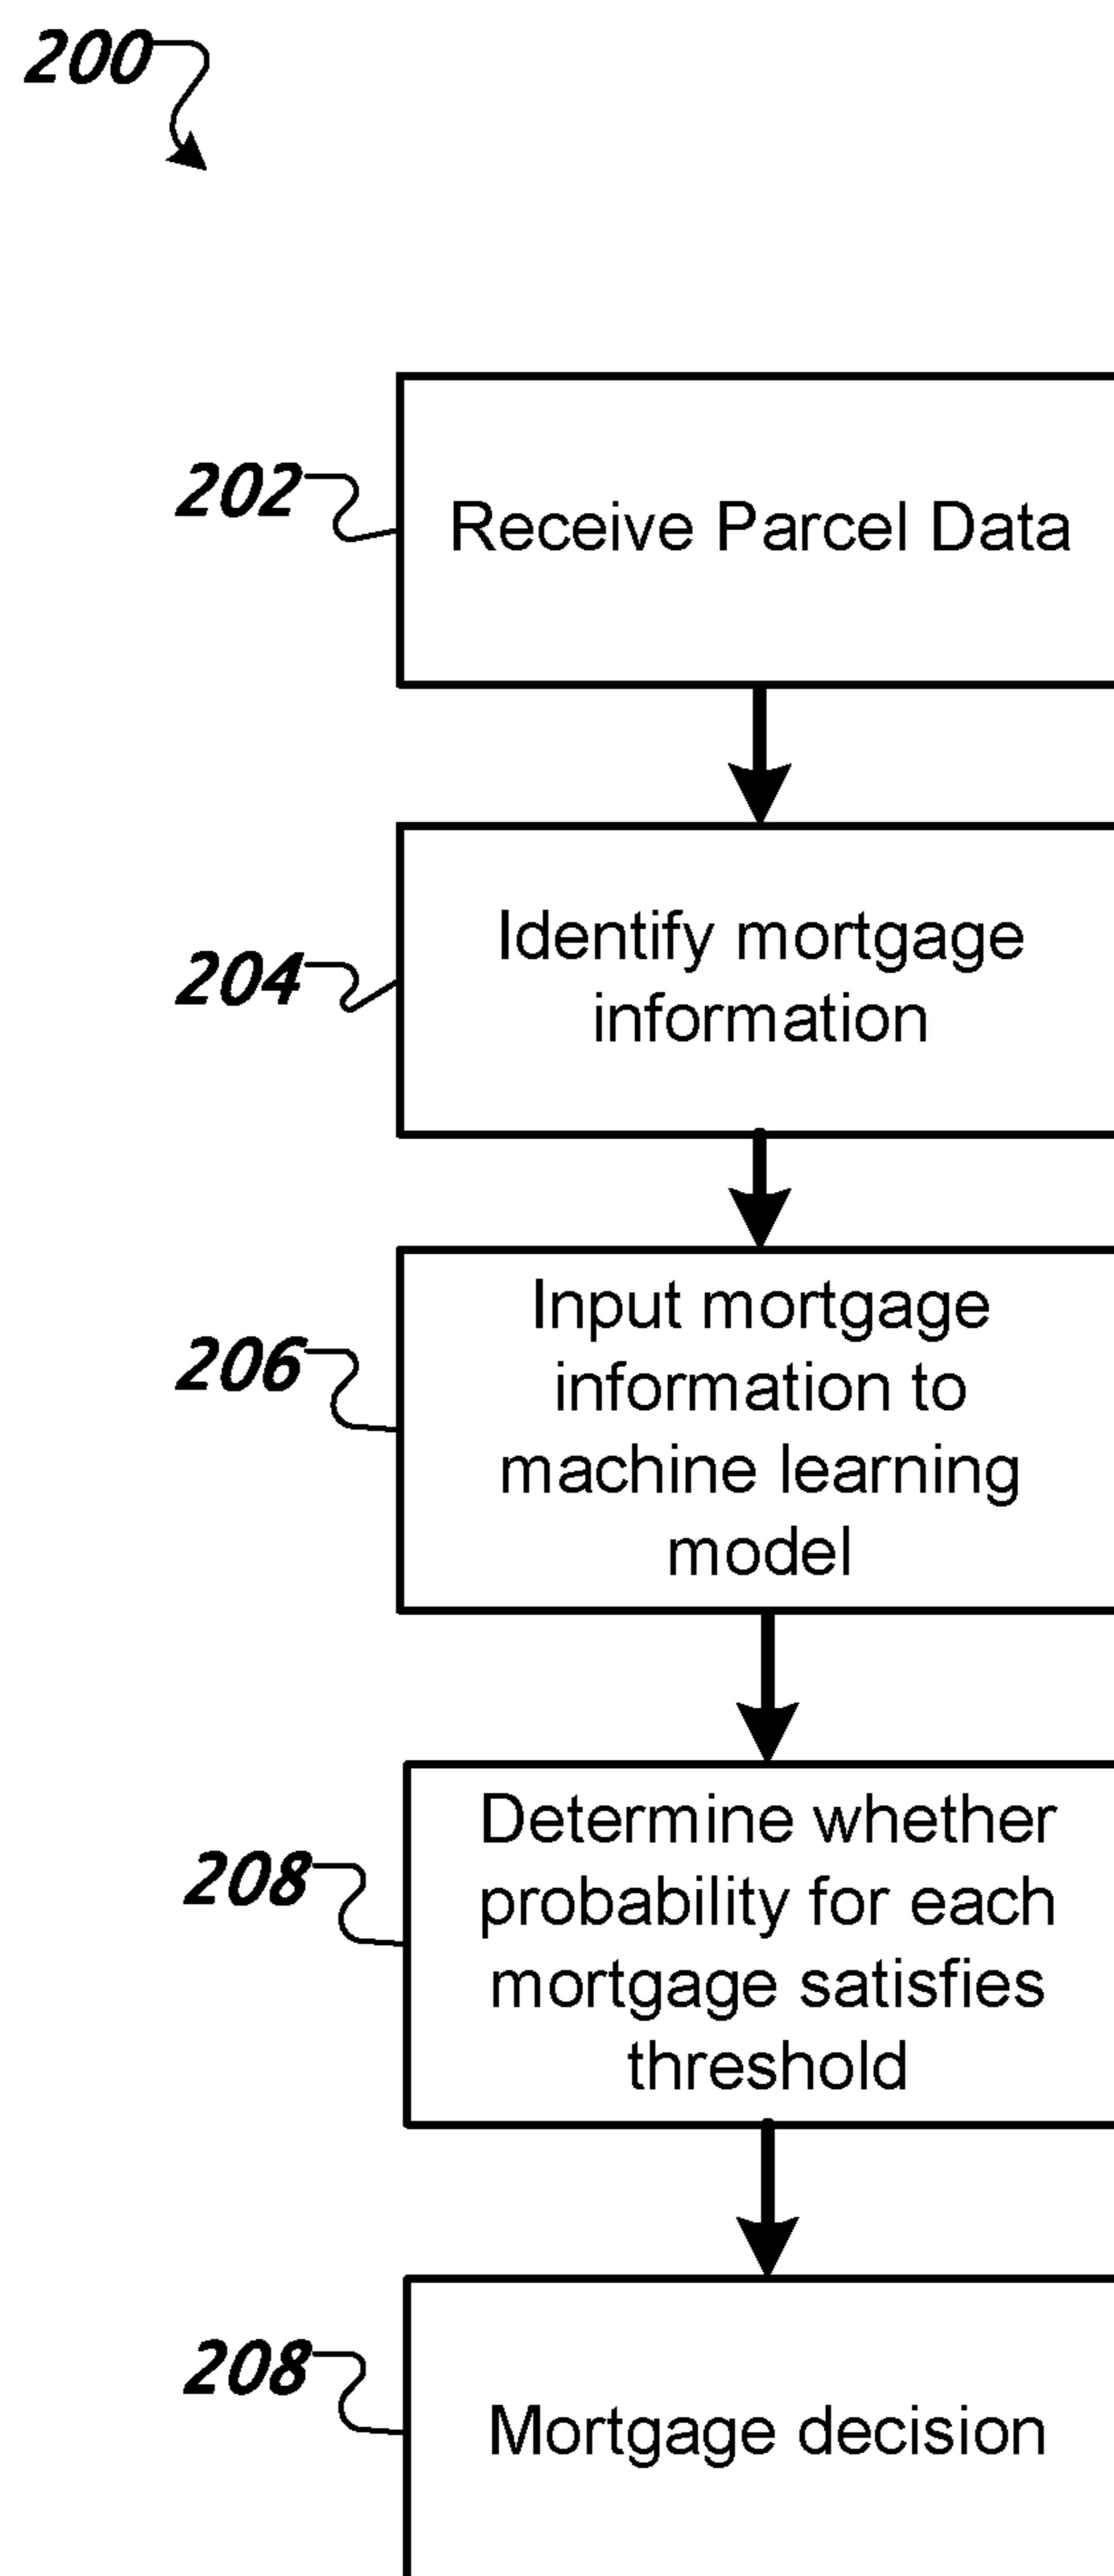 200
202
Receive Parcel Data
204
Identify mortgage
information
206
Input mortgage
information to
machine learning
model
208
Determine whether
probability for each
mortgage satisfies
threshold
208
Mortgage decision